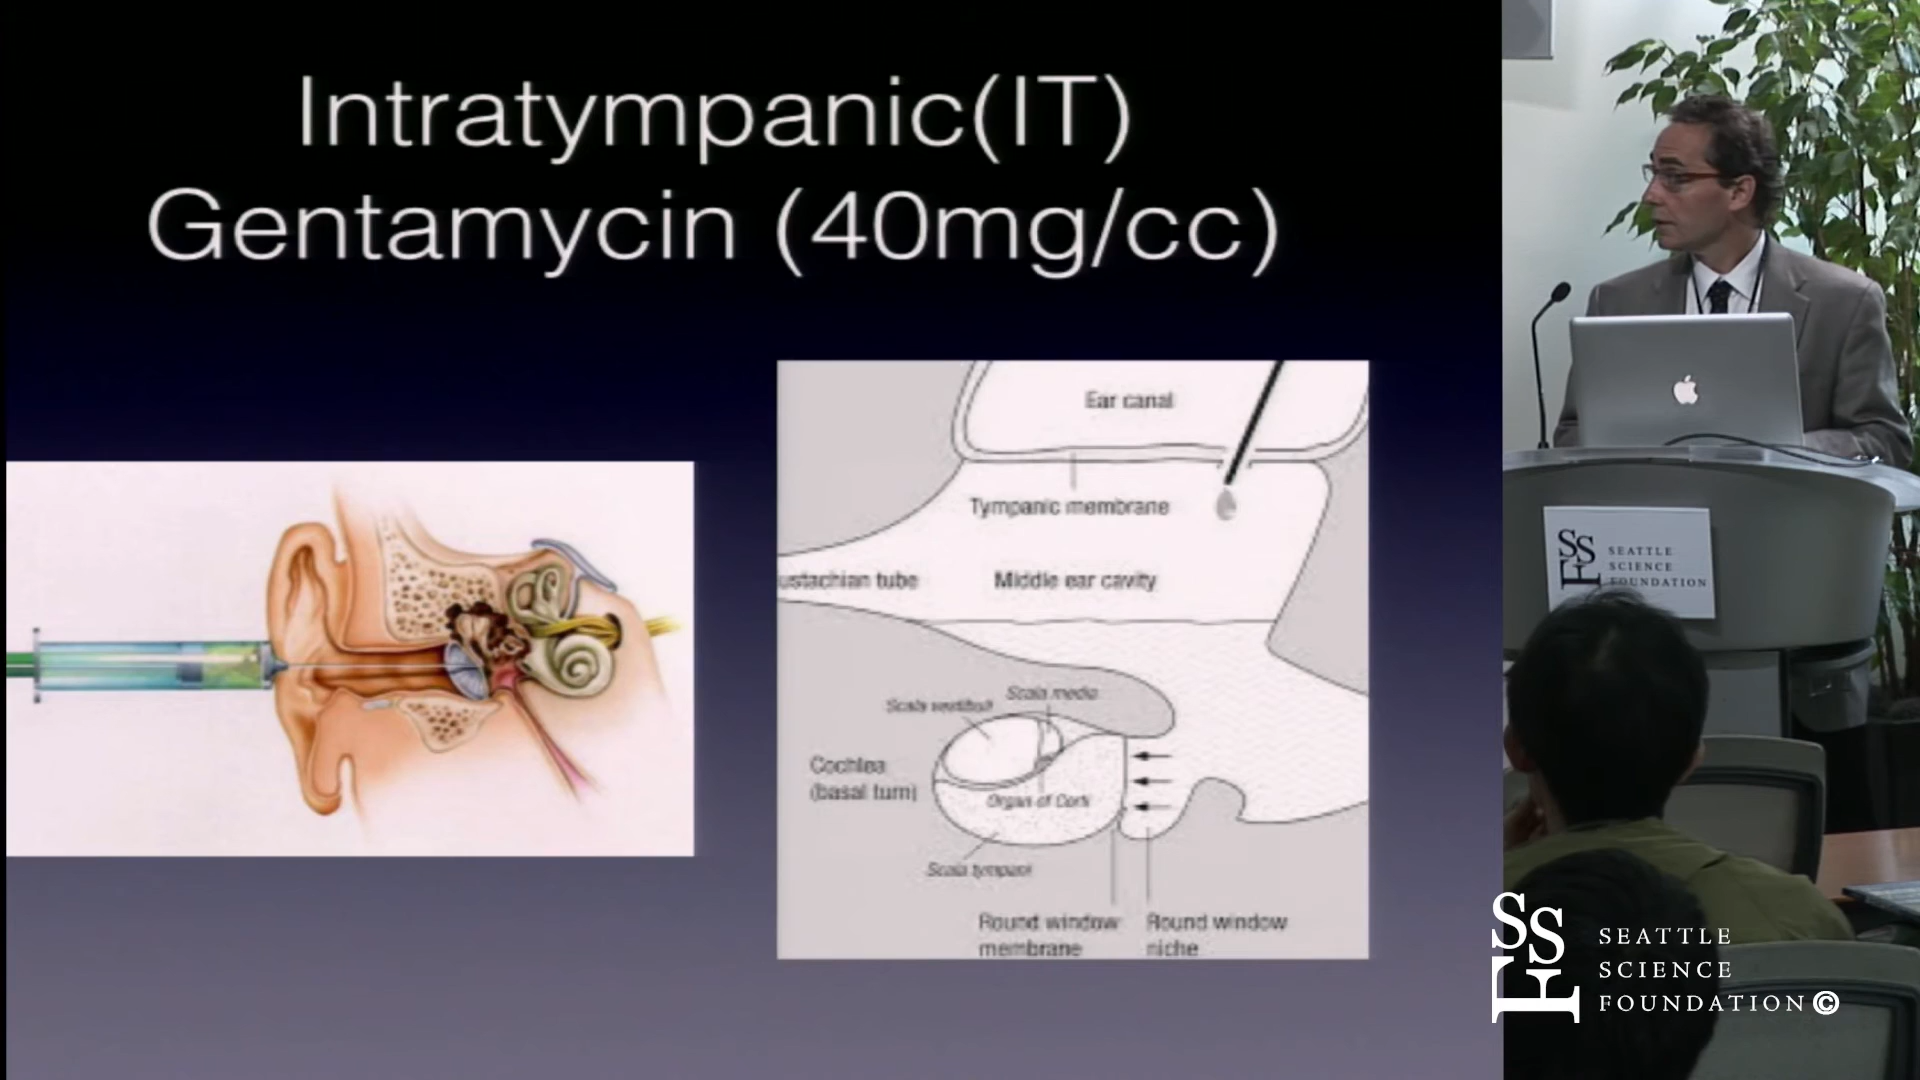 Intratympanic(IT)
Gentamycin (40mg/cc)
Ear canal
Tympanic membrane
ustachian tube
Middle ear cavity
Scala media
Scala vestibuli
Cochlea
(basal turn)
Organ of Corti
Scala tympani
Round window
membrane
Round window
niche
SSF
SEATTLE
SCIENCE
FOUNDATION
SSF
SEATTLE
SCIENCE
FOUNDATION©